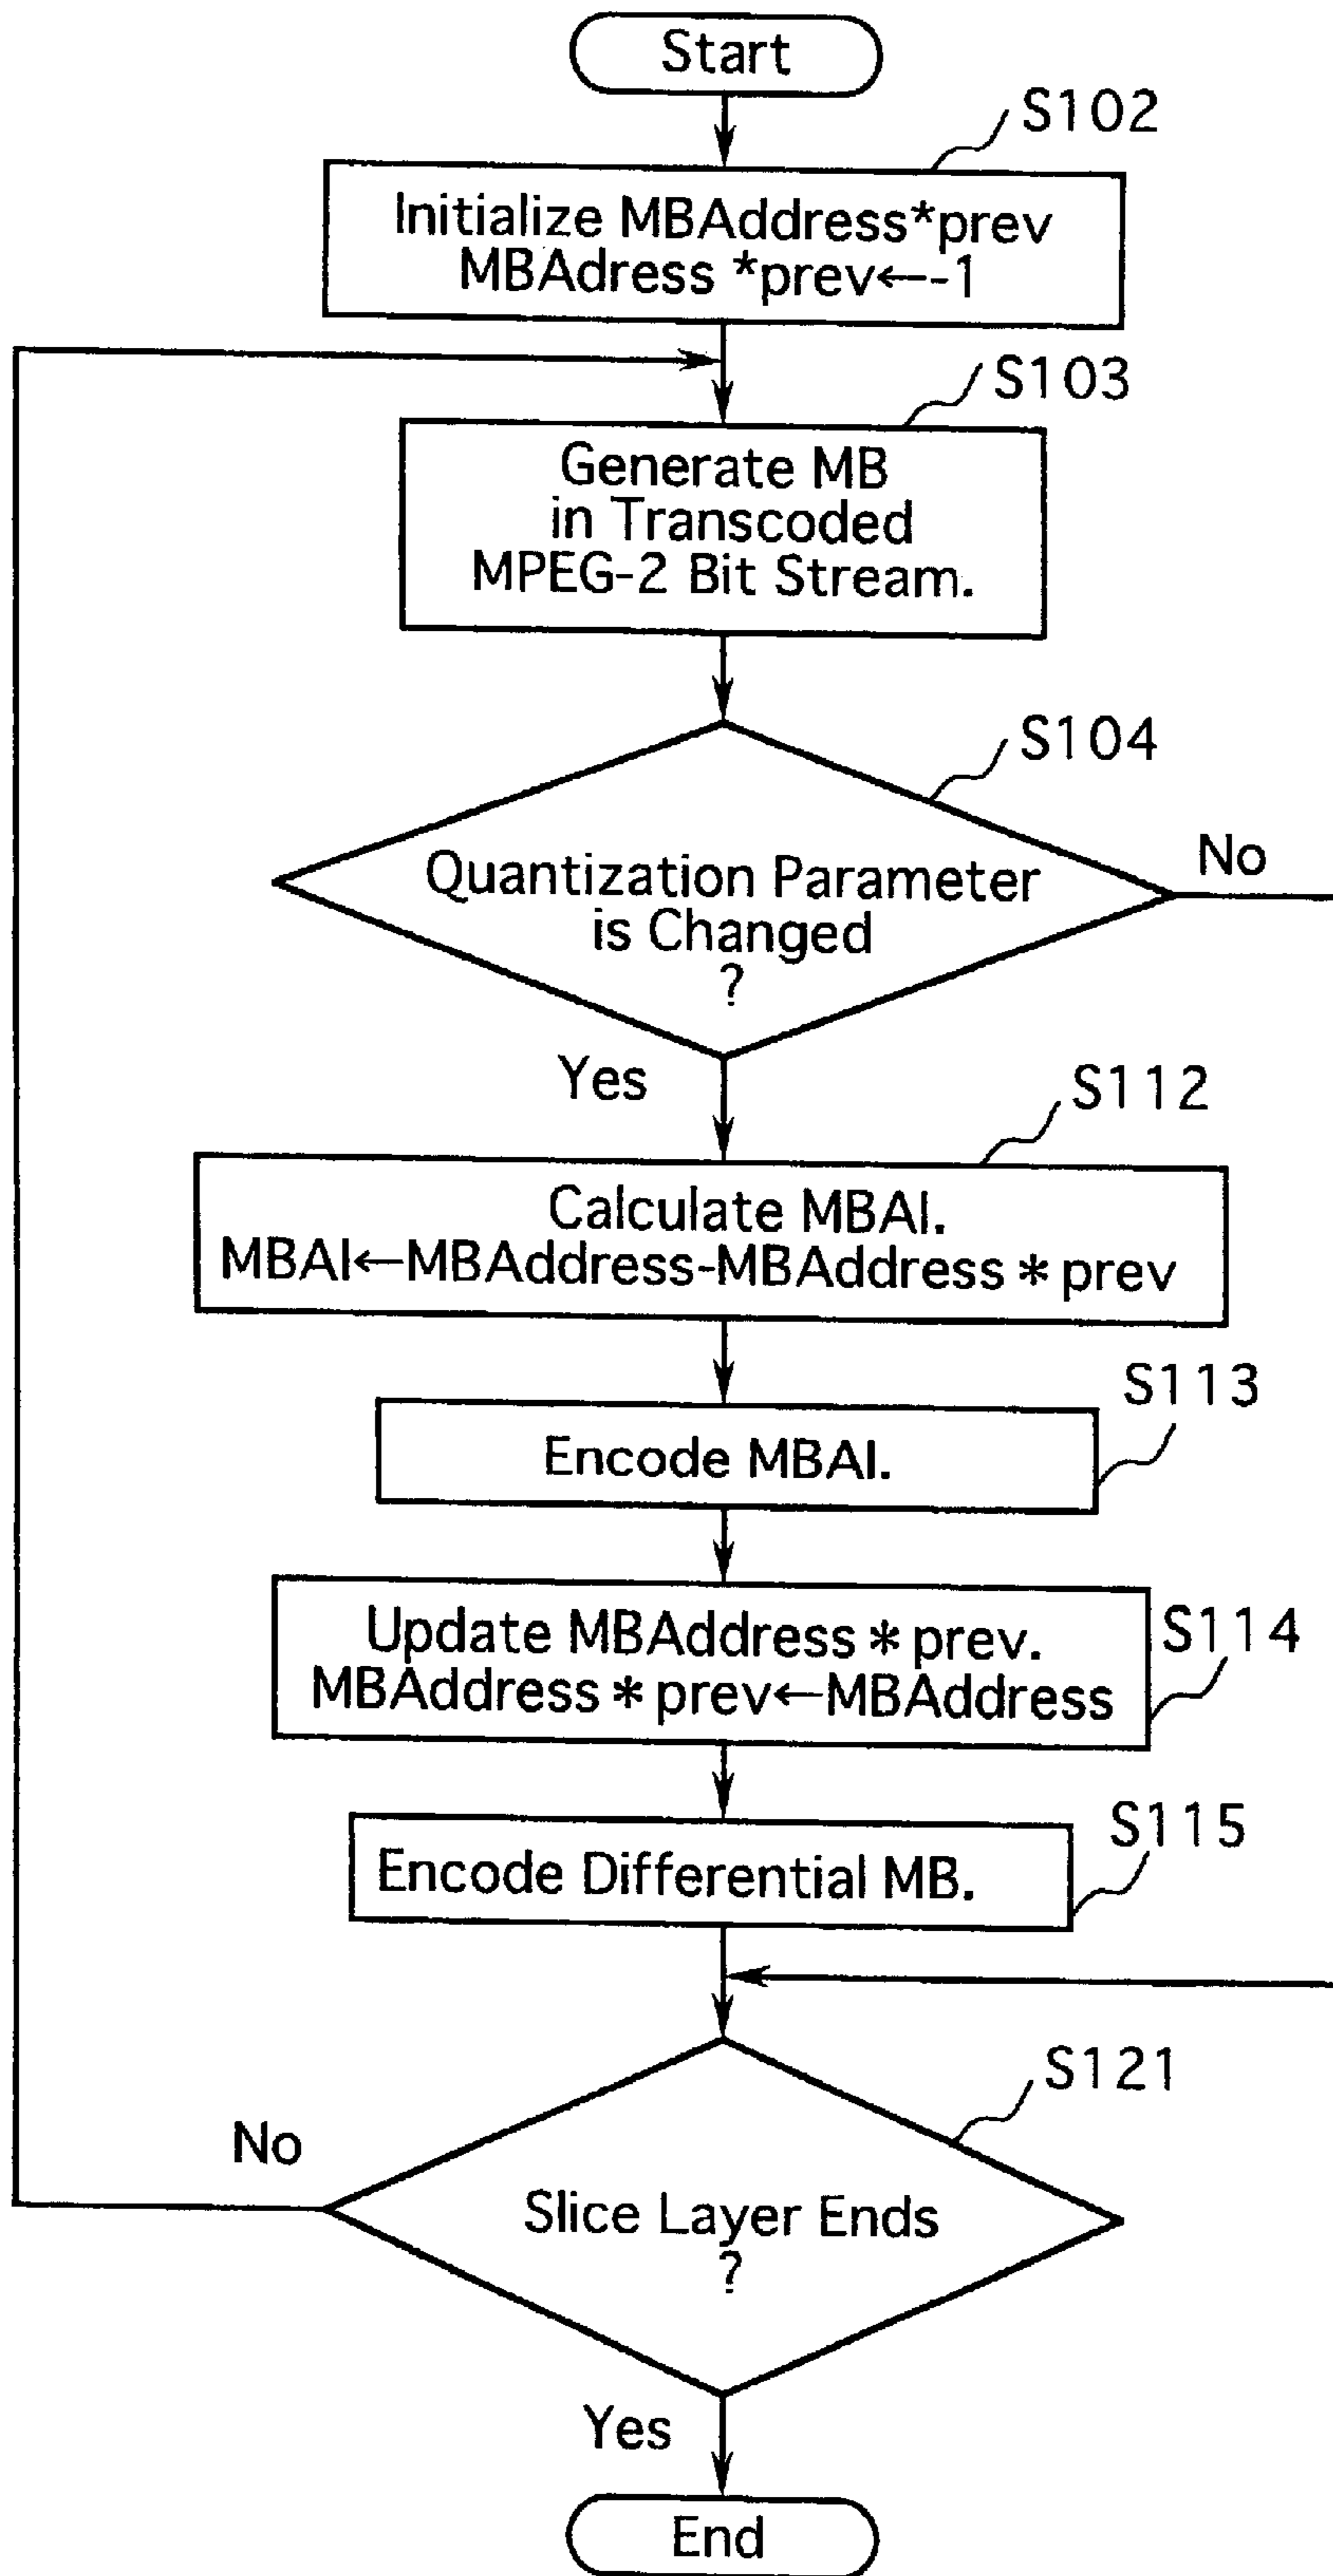 Start
S102
Initialize MBAddress*prev
MBAdress *prev←-1
S103
Generate MB
in Transcoded
MPEG-2 Bit Stream.
S104
Quantization Parameter
is Changed
?
No
Yes
S112
Calculate MBAI.
MBAI←MBAddress-MBAddress * prev
S113
Encode MBAI.
S114
Update MBAddress * prev.
MBAddress * prev←MBAddress
S115
Encode Differential MB.
S121
No
Slice Layer Ends
?
Yes
End